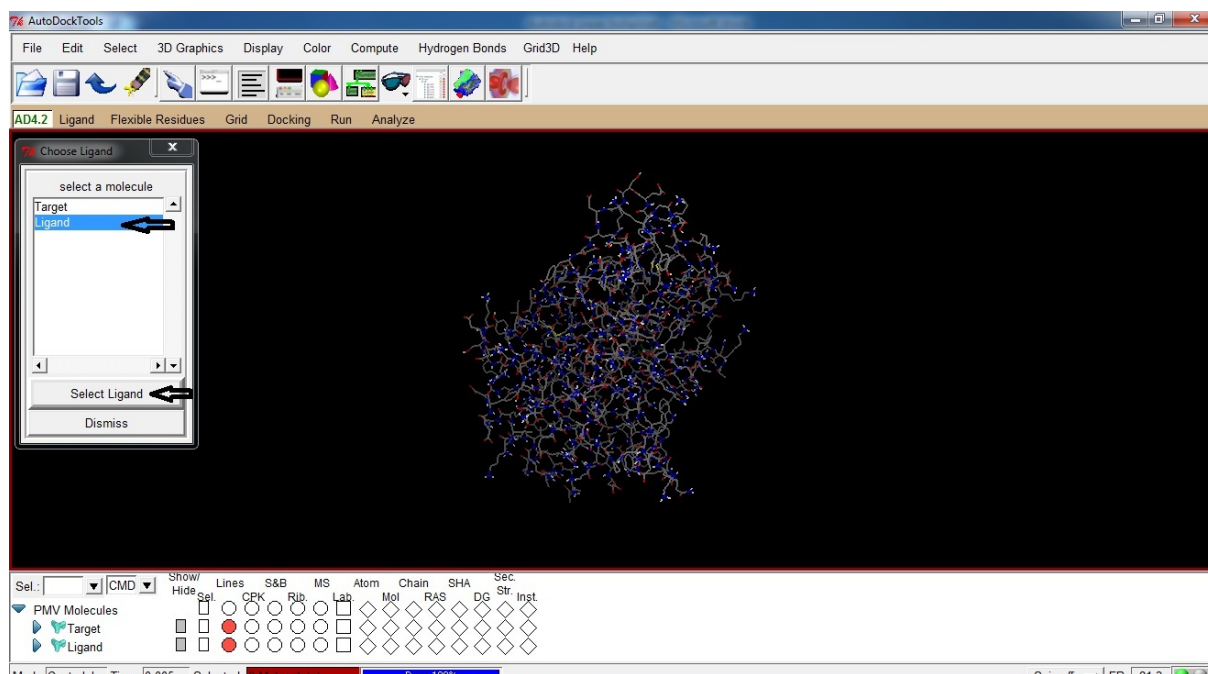 AutoDockTools
File Edit Select 3D Graphics Display Color Compute Hydrogen Bonds Grid3D Help
AD4.2 Ligand Flexible Residues Grid Docking Run Analyze
Choose Ligand
select a molecule
Target
Ligand
Select Ligand
Dismiss
Sel.: CMD Show/Hide Sel. Lines CPK S&B Rib. MS Lab. Atom Mol Chain RAS SHA DG Sec. Str. Inst.
PMV Molecules
Target
Ligand